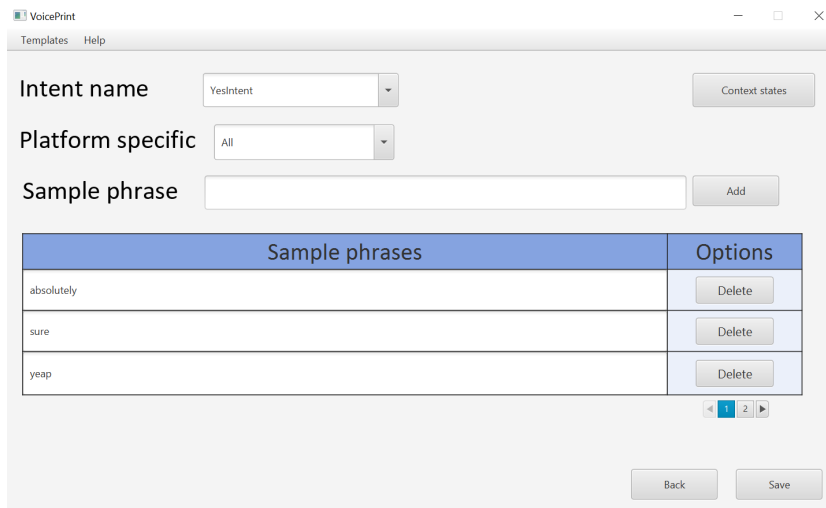 VoicePrint
Templates Help
Intent name YesIntent Context states
Platform specific All
Sample phrase Add
Sample phrases Options
absolutely Delete
sure Delete
yeap Delete
1 2
Back Save